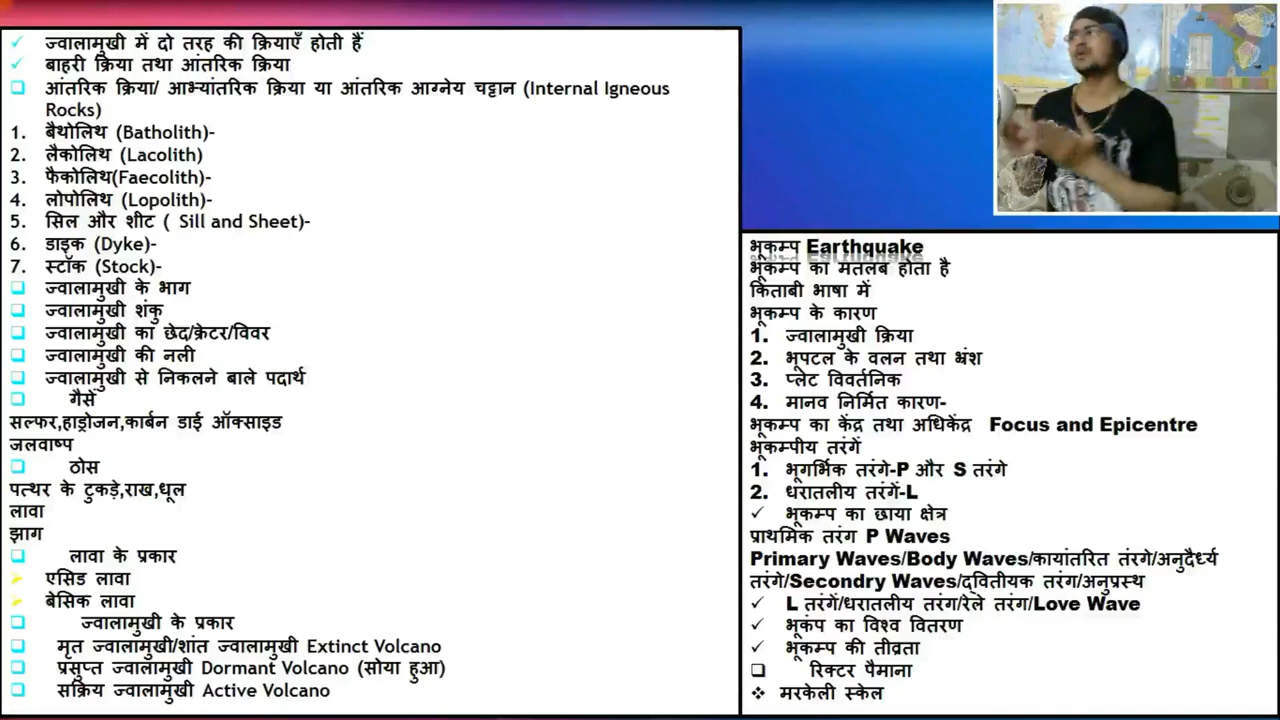 ज्वालामुखी में दो तरह की क्रियाएँ होती हैं
बाहरी क्रिया तथा आंतरिक क्रिया
आंतरिक क्रिया/ आभ्यांतरिक क्रिया या आंतरिक आग्नेय चट्टान (Internal Igneous
Rocks)
1. बैथोलिथ (Batholith)-
2. लैकोलिथ (Lacolith)
3. फैकोलिथ(Faecolith)-
4. लोपोलिथ (Lopolith)-
5. सिल और शीट ( Sill and Sheet)-
6. डाइक (Dyke)-
7. स्टॉक (Stock)-
ज्वालामुखी के भाग
ज्वालामुखी शंकु
ज्वालामुखी का छेद/क्रेटर/विवर
ज्वालामुखी की नली
ज्वालामुखी से निकलने बाले पदार्थ
गैसें
सल्फर,हाड्रोजन,कार्बन डाई ऑक्साइड
जलवाष्प
ठोस
पत्थर के टुकड़े,राख,धूल
लावा
झाग
लावा के प्रकार
एसिड लावा
बेसिक लावा
ज्वालामुखी के प्रकार
मृत ज्वालामुखी/शांत ज्वालामुखी Extinct Volcano
प्रसुप्त ज्वालामुखी Dormant Volcano (सोया हुआ)
सक्रिय ज्वालामुखी Active Volcano
भूकम्प Earthquake
भूकम्प का मतलब होता है
किताबी भाषा में
भूकम्प के कारण
1. ज्वालामुखी क्रिया
2. भूपटल के वलन तथा भ्रंश
3. प्लेट विवर्तनिक
4. मानव निर्मित कारण-
भूकम्प का केंद्र तथा अधिकेंद्र Focus and Epicentre
भूकम्पीय तरंगें
1. भूगर्भिक तरंगे-P और S तरंगे
2. धरातलीय तरंगें-L
भूकम्प का छाया क्षेत्र
प्राथमिक तरंग P Waves
Primary Waves/Body Waves/कायांतरित तंरगे/अनुदैर्ध्य
तरंगे/Secondry Waves/द्वितीयक तरंग/अनुप्रस्थ
L तरंगें/धरातलीय तरंग/रेले तरंग/Love Wave
भूकंप का विश्व वितरण
भूकम्प की तीव्रता
रिक्टर पैमाना
मरकेली स्केल